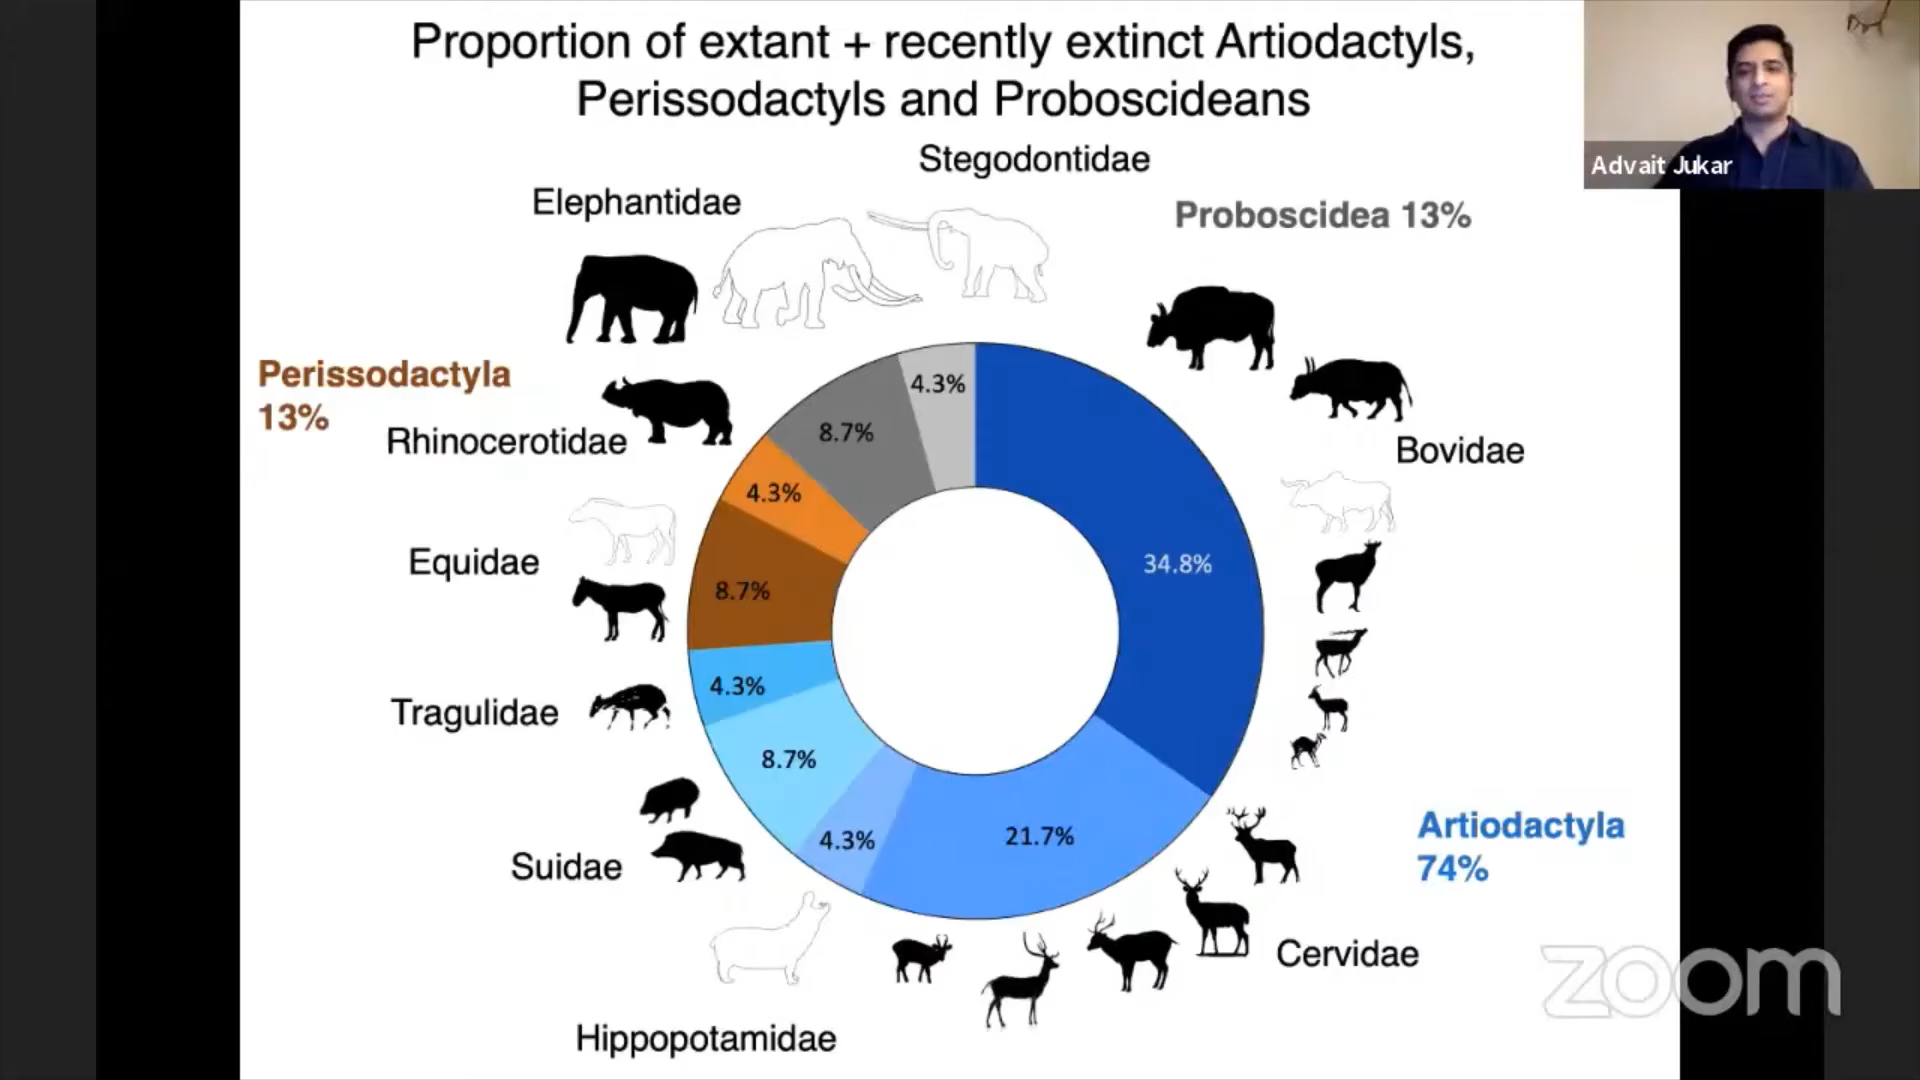 Proportion of extant + recently extinct Artiodactyls,
Perissodactyls and Proboscideans
Advait Jukar
Stegodontidae
Elephantidae
Proboscidea 13%
Perissodactyla
13%
Rhinocerotidae
Bovidae
Equidae
Tragulidae
Suidae
Hippopotamidae
Cervidae
Artiodactyla
74%
4.3%
8.7%
4.3%
8.7%
4.3%
8.7%
4.3%
21.7%
34.8%
zoom